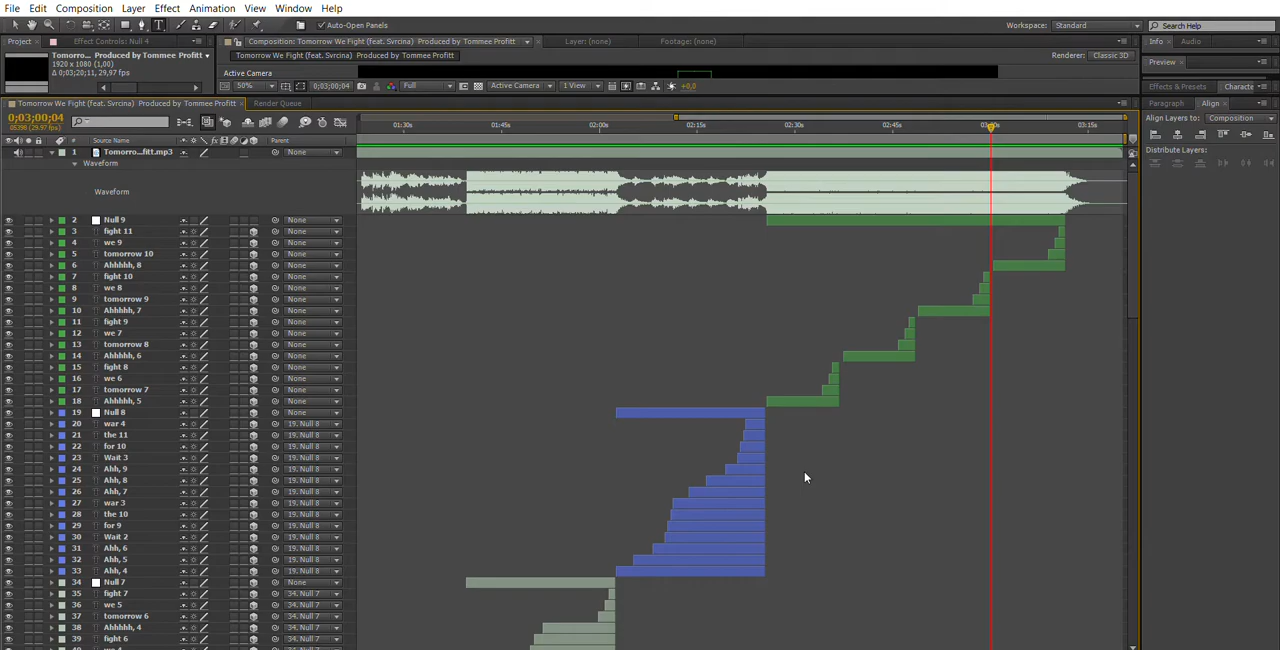 File Edit Composition Layer Effect Animation View Window Help
T Auto-Open Panels Workspace: Standard Search Help
Project Effect Controls: Null 4 Composition: Tomorrow We Fight (feat. Svrcina) Produced by Tommee Profitt Layer: (none) Footage: (none) Info Audio
Tomorro...fitt.mp3
Tomorro... Produced by Tommee Profitt Tomorrow We Fight (feat. Svrcina) Produced by Tommee Profitt Renderer: Classic 3D
1920 x 1080 (1,00) Preview
Δ 0;03;20;11, 29,97 fps Active Camera
50% 0;03;00;04 Full Active Camera 1 View +0,0 Effects & Presets Characte
Tomorrow We Fight (feat. Svrcina) Produced by Tommee Profitt Render Queue Paragraph Align
0;03;00;04 Align Layers to: Composition
05398 (29.97 fps) 01:30s 01:45s 02:00s 02:15s 02:30s 02:45s 03:00s 03:15s
# Source Name Parent Distribute Layers:
1 Tomorro...fitt.mp3 None
Waveform
Waveform
2 Null 9 None
3 fight 11 None
4 we 9 None
5 tomorrow 10 None
6 Ahhhhh, 8 None
7 fight 10 None
8 we 8 None
9 tomorrow 9 None
10 Ahhhhh, 7 None
11 fight 9 None
12 we 7 None
13 tomorrow 8 None
14 Ahhhhh, 6 None
15 fight 8 None
16 we 6 None
17 tomorrow 7 None
18 Ahhhhh, 5 None
19 Null 8 None
20 war 4 19. Null 8
21 the 11 19. Null 8
22 for 10 19. Null 8
23 Wait 3 19. Null 8
24 Ahh, 9 19. Null 8
25 Ahh, 8 19. Null 8
26 Ahh, 7 19. Null 8
27 war 3 19. Null 8
28 the 10 19. Null 8
29 for 9 19. Null 8
30 Wait 2 19. Null 8
31 Ahh, 6 19. Null 8
32 Ahh, 5 19. Null 8
33 Ahh, 4 19. Null 8
34 Null 7 None
35 fight 7 34. Null 7
36 we 5 34. Null 7
37 tomorrow 6 34. Null 7
38 Ahhhhh, 4 34. Null 7
39 fight 6 34. Null 7